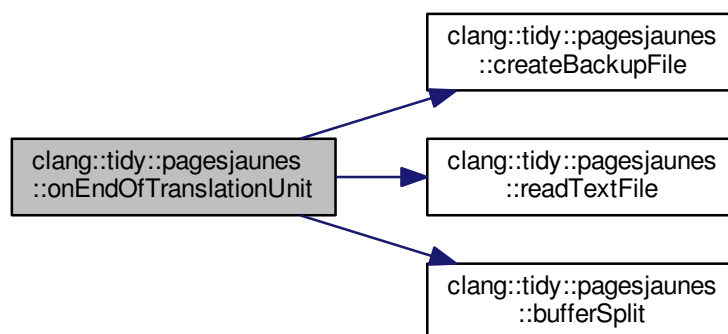 clang::tidy::pagesjaunes
::createBackupFile
clang::tidy::pagesjaunes
::onEndOfTranslationUnit
clang::tidy::pagesjaunes
::readTextFile
clang::tidy::pagesjaunes
::bufferSplit